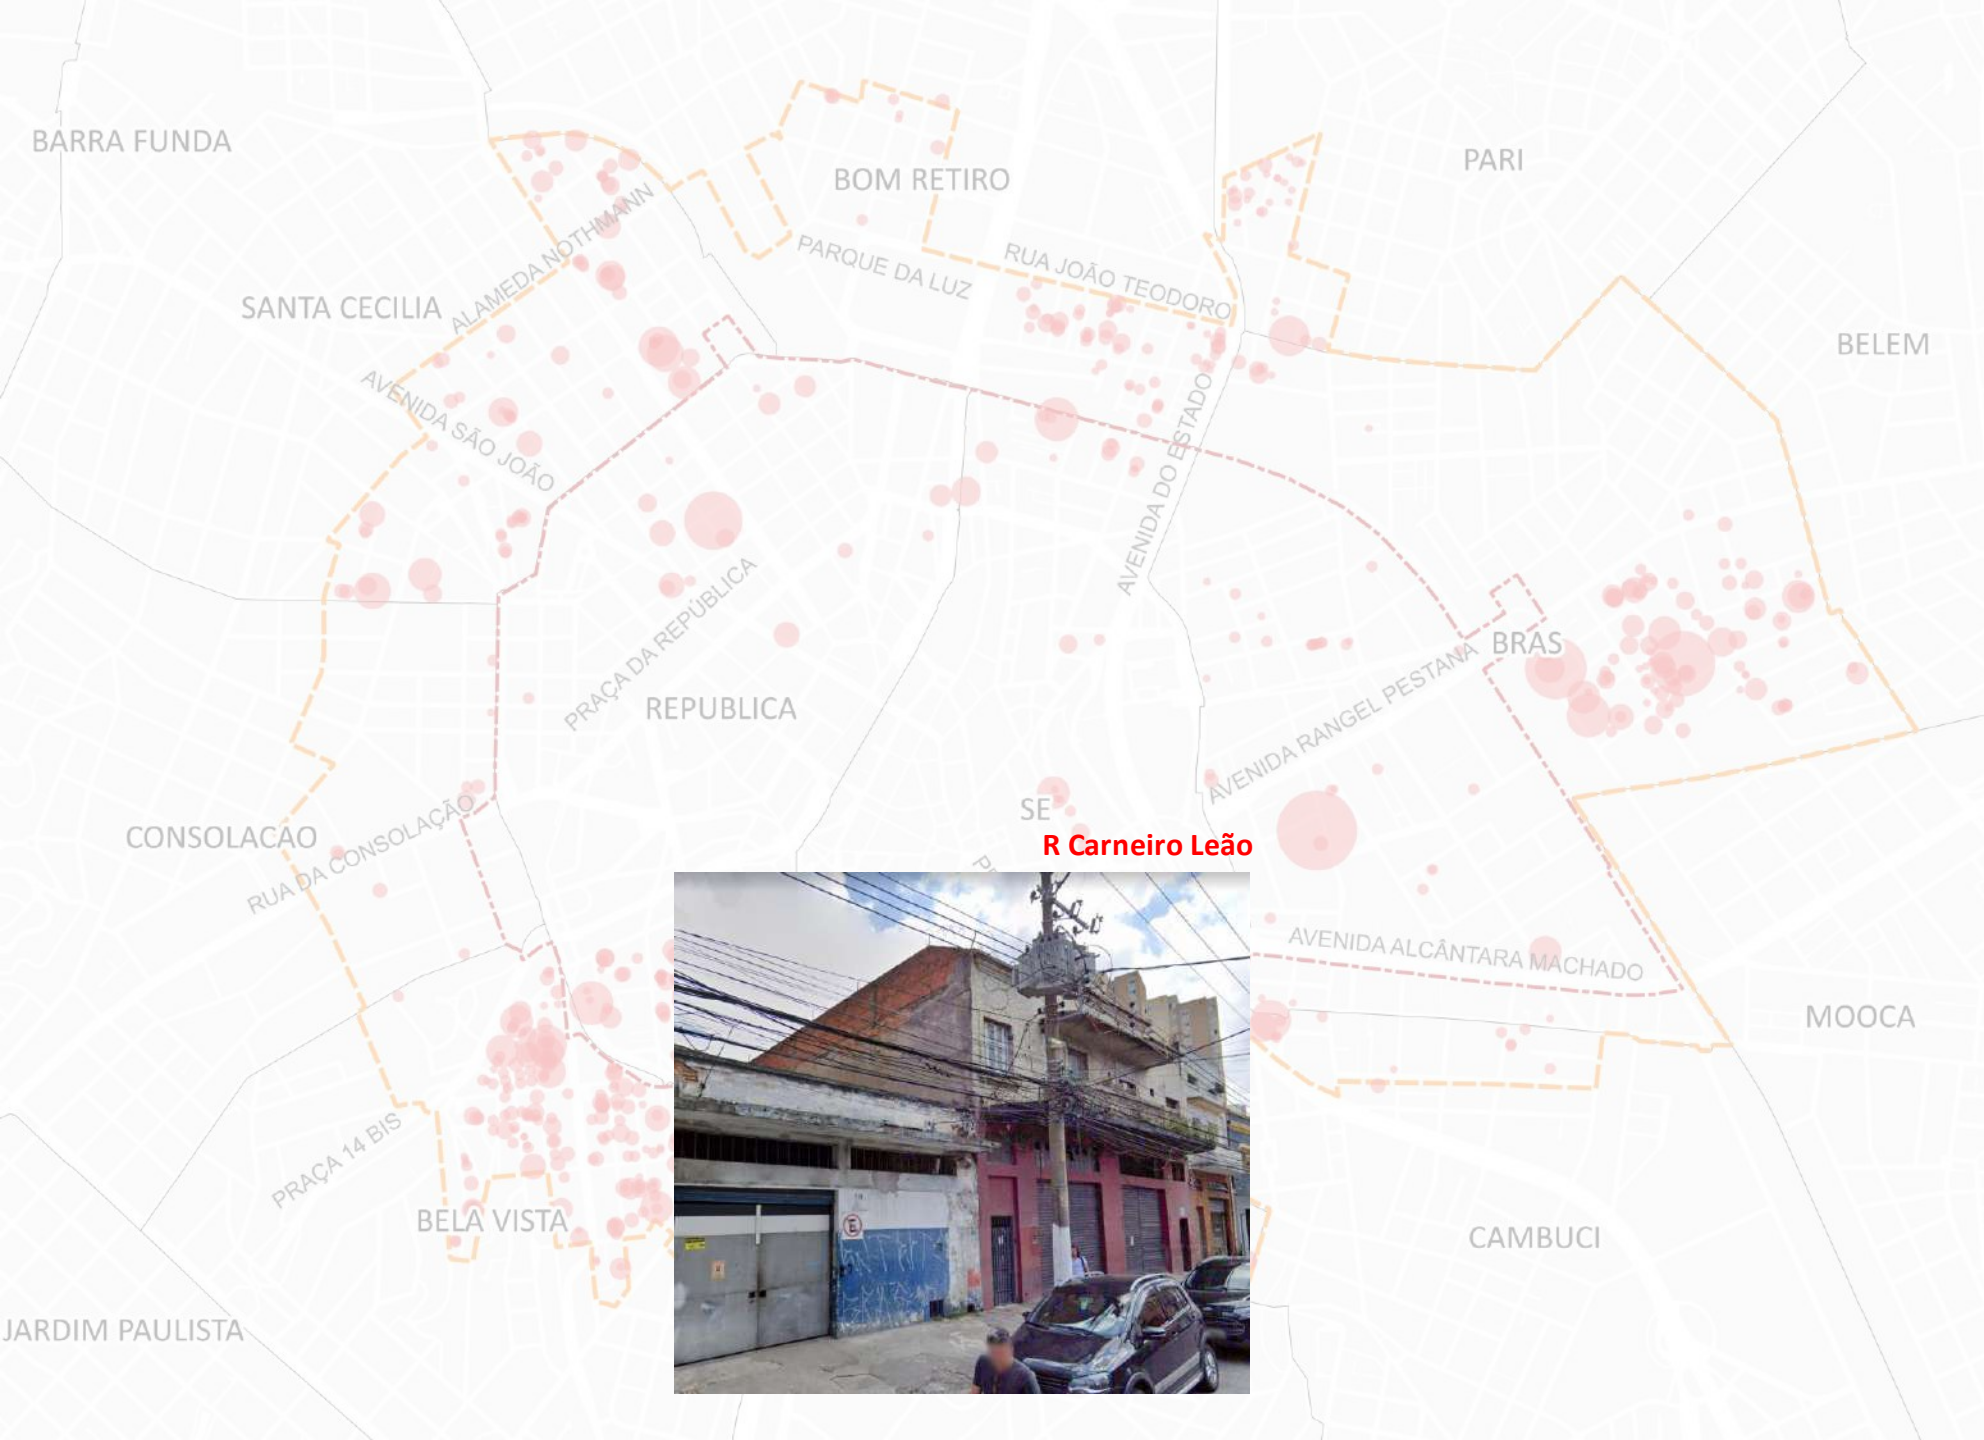 BARRA FUNDA
BOM RETIRO
PARI
ALAMEDA NOTHMANN
PARQUE DA LUZ
RUA JOÃO TEODORO
SANTA CECILIA
BELEM
AVENIDA SÃO JOÃO
AVENIDA DO ESTADO
PRAÇA DA REPÚBLICA
BRAS
REPUBLICA
AVENIDA RANGEL PESTANA
SE
CONSOLACAO
RUA DA CONSOLAÇÃO
R Carneiro Leão
AVENIDA ALCÂNTARA MACHADO
MOOCA
PRAÇA 14 BIS
BELA VISTA
E
CAMBUCI
JARDIM PAULISTA